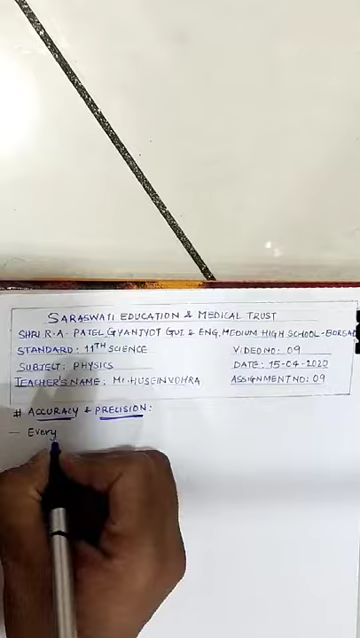 SARASWATI EDUCATION & MEDICAL TRUST
SHRI R.A. PATEL GYANJYOT GUJ. & ENG. MEDIUM HIGH SCHOOL - BORSAD
STANDARD: 11TH SCIENCE VIDEO NO: 09
SUBJECT: PHYSICS DATE: 15-04-2020
TEACHER'S NAME: Mr. HUSEIN VOHRA ASSIGNMENT NO: 09
# ACCURACY & PRECISION:
— Every